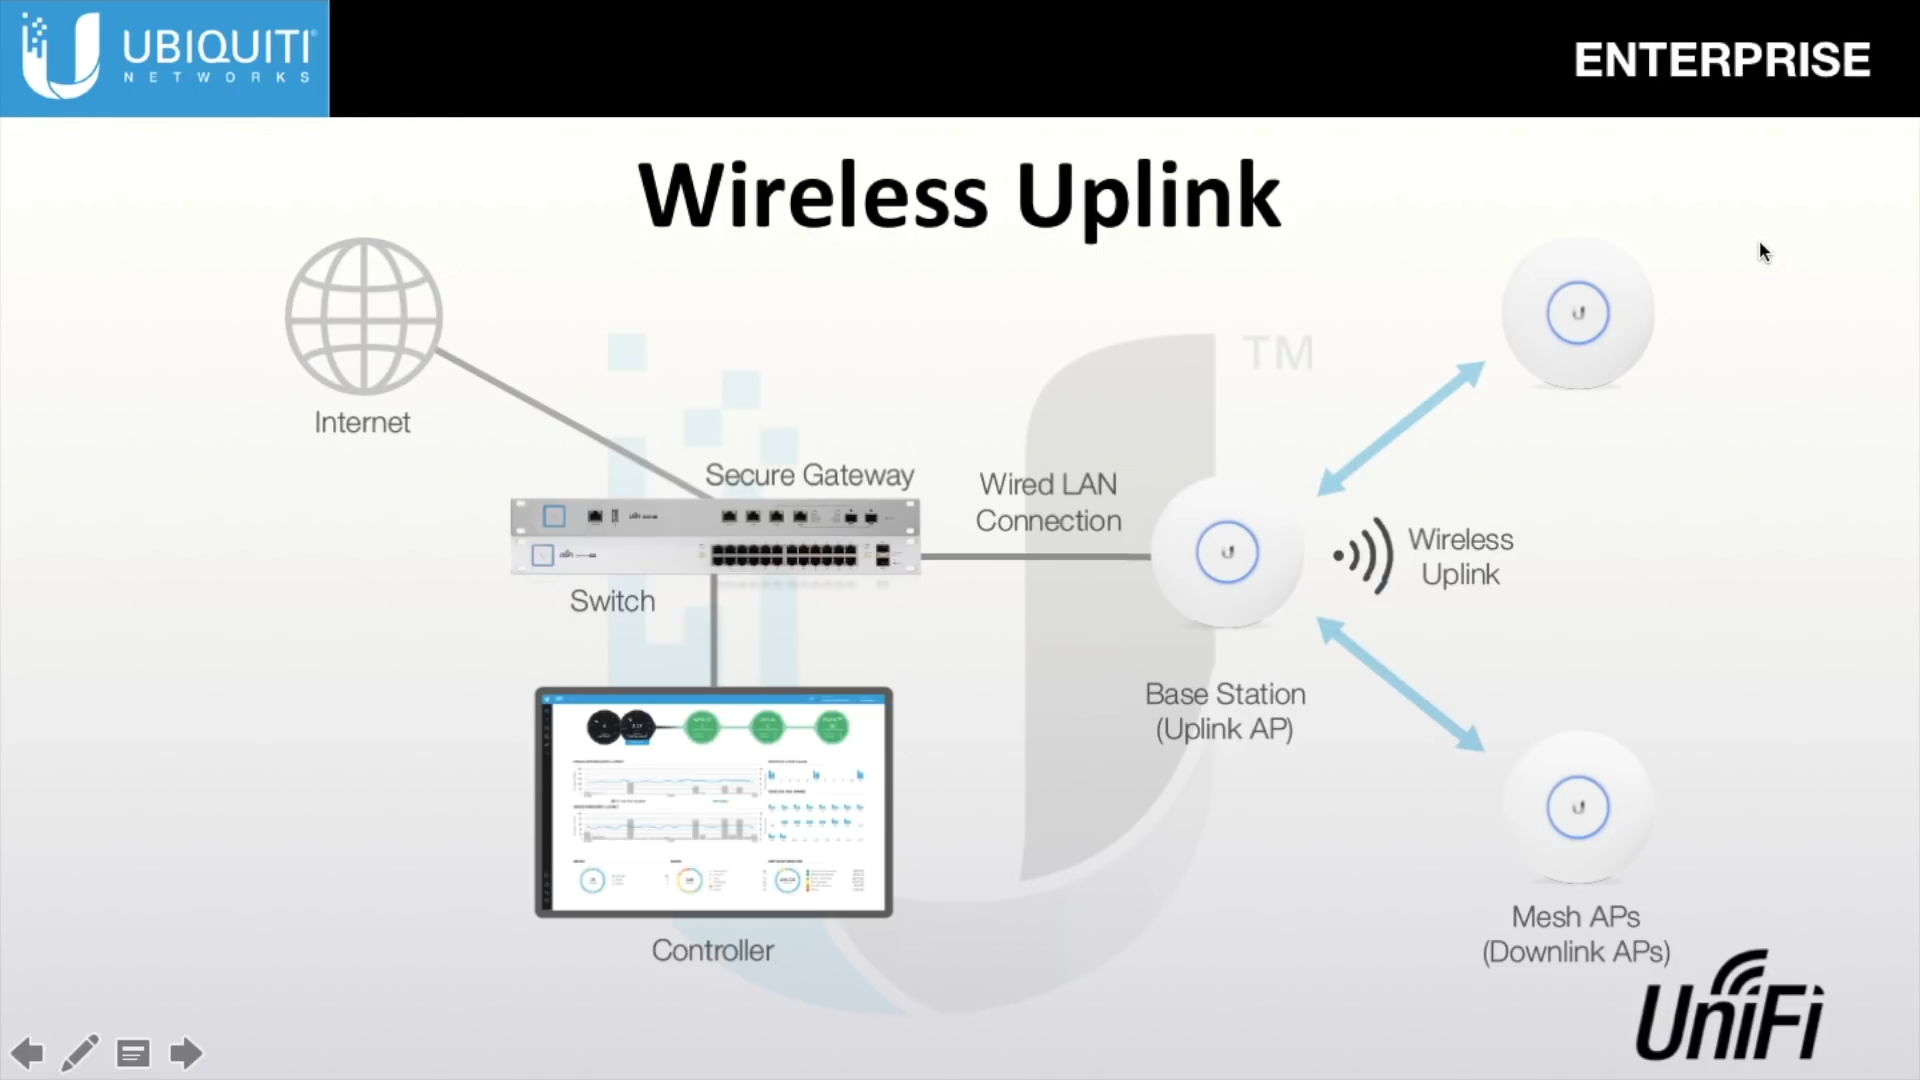 UBIQUITI
NETWORKS
ENTERPRISE
Wireless Uplink
TM
Internet
Secure Gateway
Wired LAN
Connection
Wireless
Uplink
Switch
Base Station
(Uplink AP)
Controller
Mesh APs
(Downlink APs)
UniFi